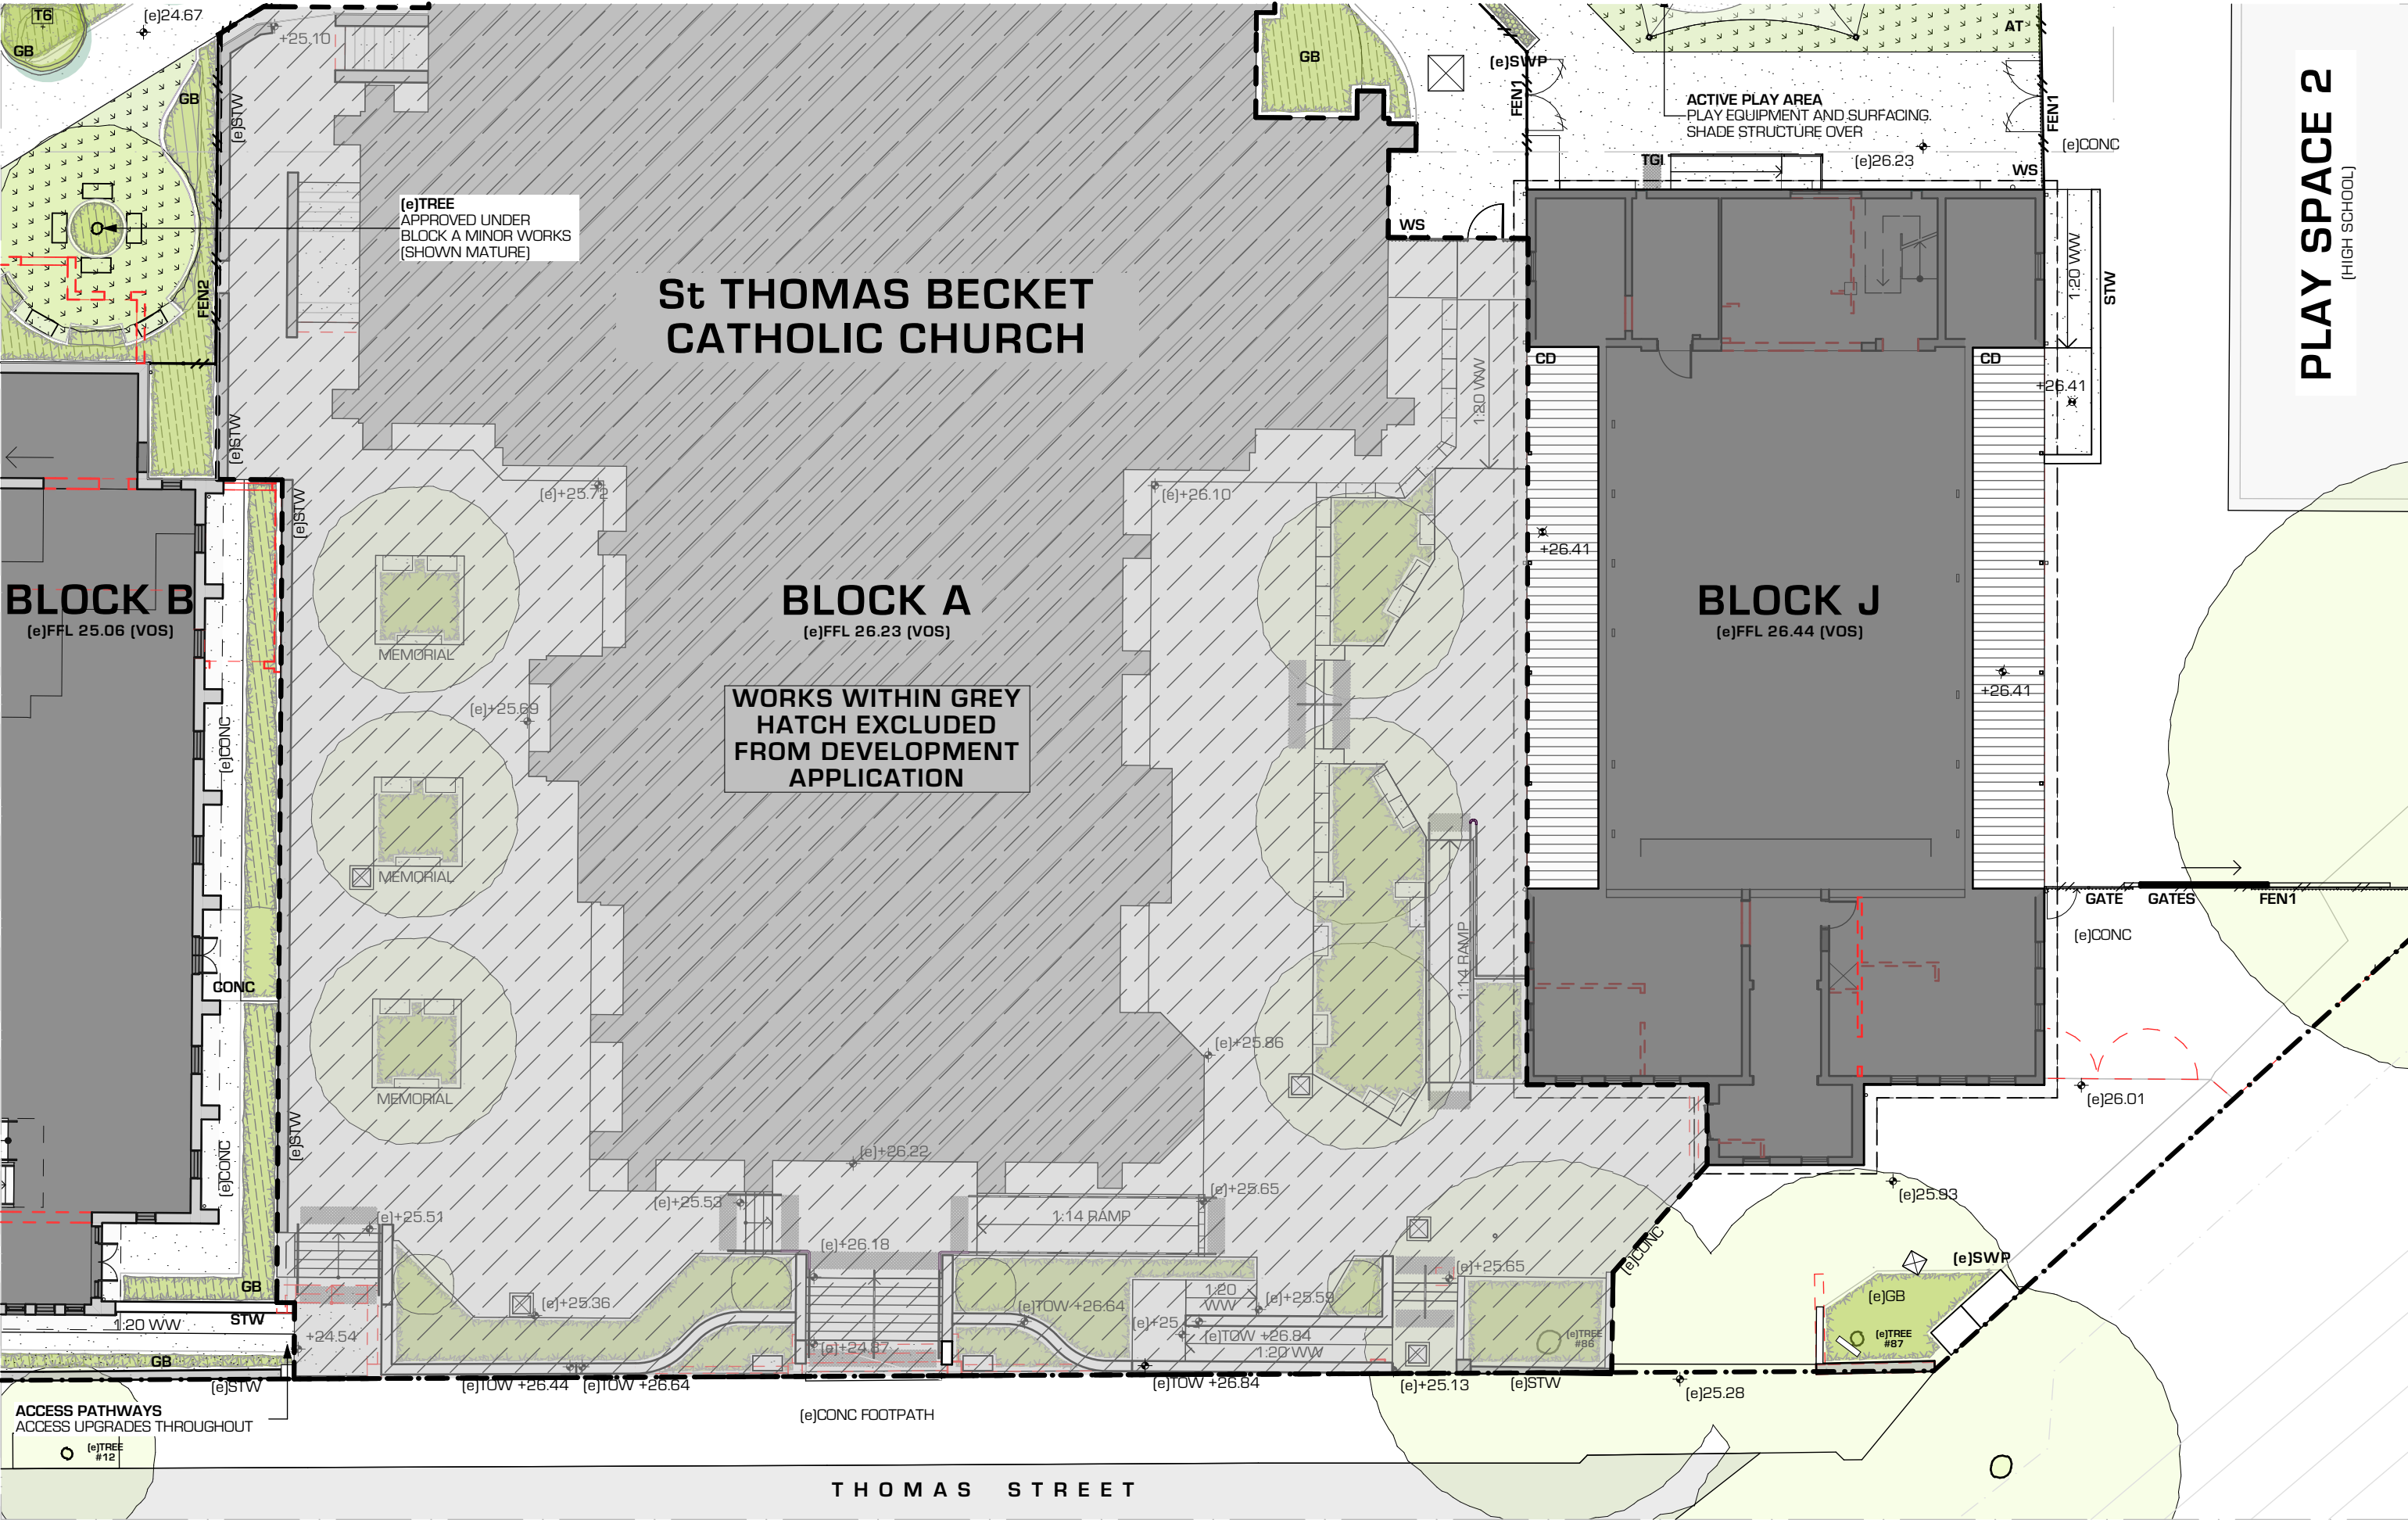 T6
(e)24.67
GB
+25.10
GB
(e)STW
(e)TREE
APPROVED UNDER
BLOCK A MINOR WORKS
(SHOWN MATURE)
FEN2
(e)STW
St THOMAS BECKET
CATHOLIC CHURCH
GB
(e)SWP
FEN1
ACTIVE PLAY AREA
PLAY EQUIPMENT AND SURFACING.
SHADE STRUCTURE OVER
AT
FEN1
(e)CONC
TGI
(e)26.23
WS
WS
1:20 WW
STW
PLAY SPACE 2
(HIGH SCHOOL)
CD
CD
+26.41
1:20 WW
(e)+25.72
(e)+26.10
(e)STW
+26.41
BLOCK B
(e)FFL 25.06 (VOS)
BLOCK A
(e)FFL 26.23 (VOS)
BLOCK J
(e)FFL 26.44 (VOS)
MEMORIAL
(e)+25.69
+26.41
WORKS WITHIN GREY
HATCH EXCLUDED
FROM DEVELOPMENT
APPLICATION
(e)CONC
MEMORIAL
GATE
GATES
FEN1
(e)CONC
1:14 RAMP
CONC
(e)+25.86
MEMORIAL
(e)26.01
(e)STW
(e)CONC
(e)+26.22
(e)+25.53
(e)+25.65
(e)25.93
(e)+25.51
1:14 RAMP
(e)+26.18
(e)CONC
(e)SWP
(e)+25.65
GB
(e)+25.36
1:20
WW
(e)+25.59
(e)GB
STW
1:20 WW
+24.54
(e)TOW +26.64
(e)+25
(e)TOW +26.84
(e)+24.87
1:20 WW
(e)TREE
#86
(e)TREE
#87
GB
(e)STW
(e)TOW +26.44
(e)TOW +26.64
(e)TOW +26.84
(e)+25.13
(e)STW
(e)25.28
ACCESS PATHWAYS
ACCESS UPGRADES THROUGHOUT
(e)CONC FOOTPATH
(e)TREE
#12
THOMAS STREET